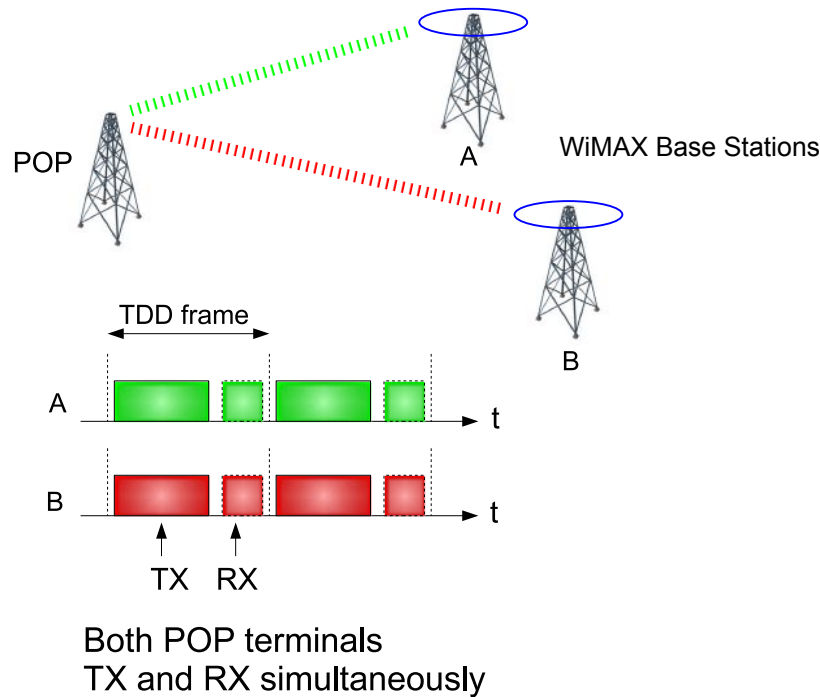 A
POP
WiMAX Base Stations
B
TDD frame
A
t
B
t
TX RX
Both POP terminals
TX and RX simultaneously